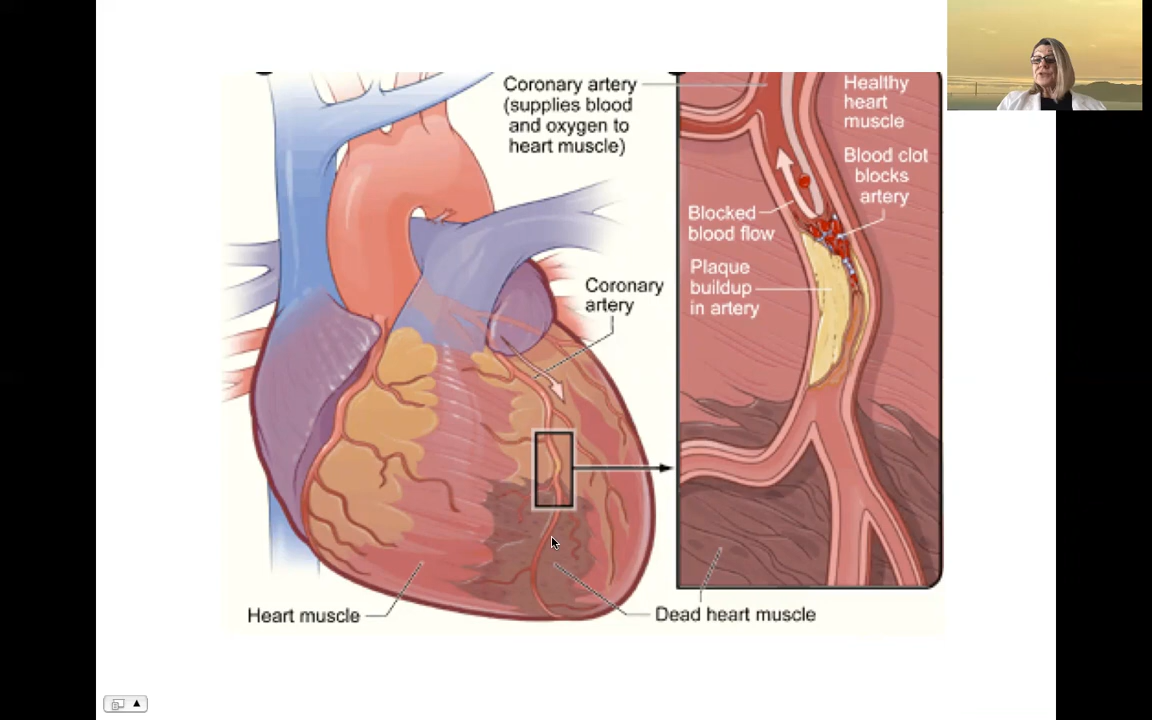 Coronary artery
(supplies blood
and oxygen to
heart muscle)
Coronary
artery
Heart muscle
Dead heart muscle
Healthy
heart
muscle
Blood clot
blocks
artery
Blocked
blood flow
Plaque
buildup
in artery